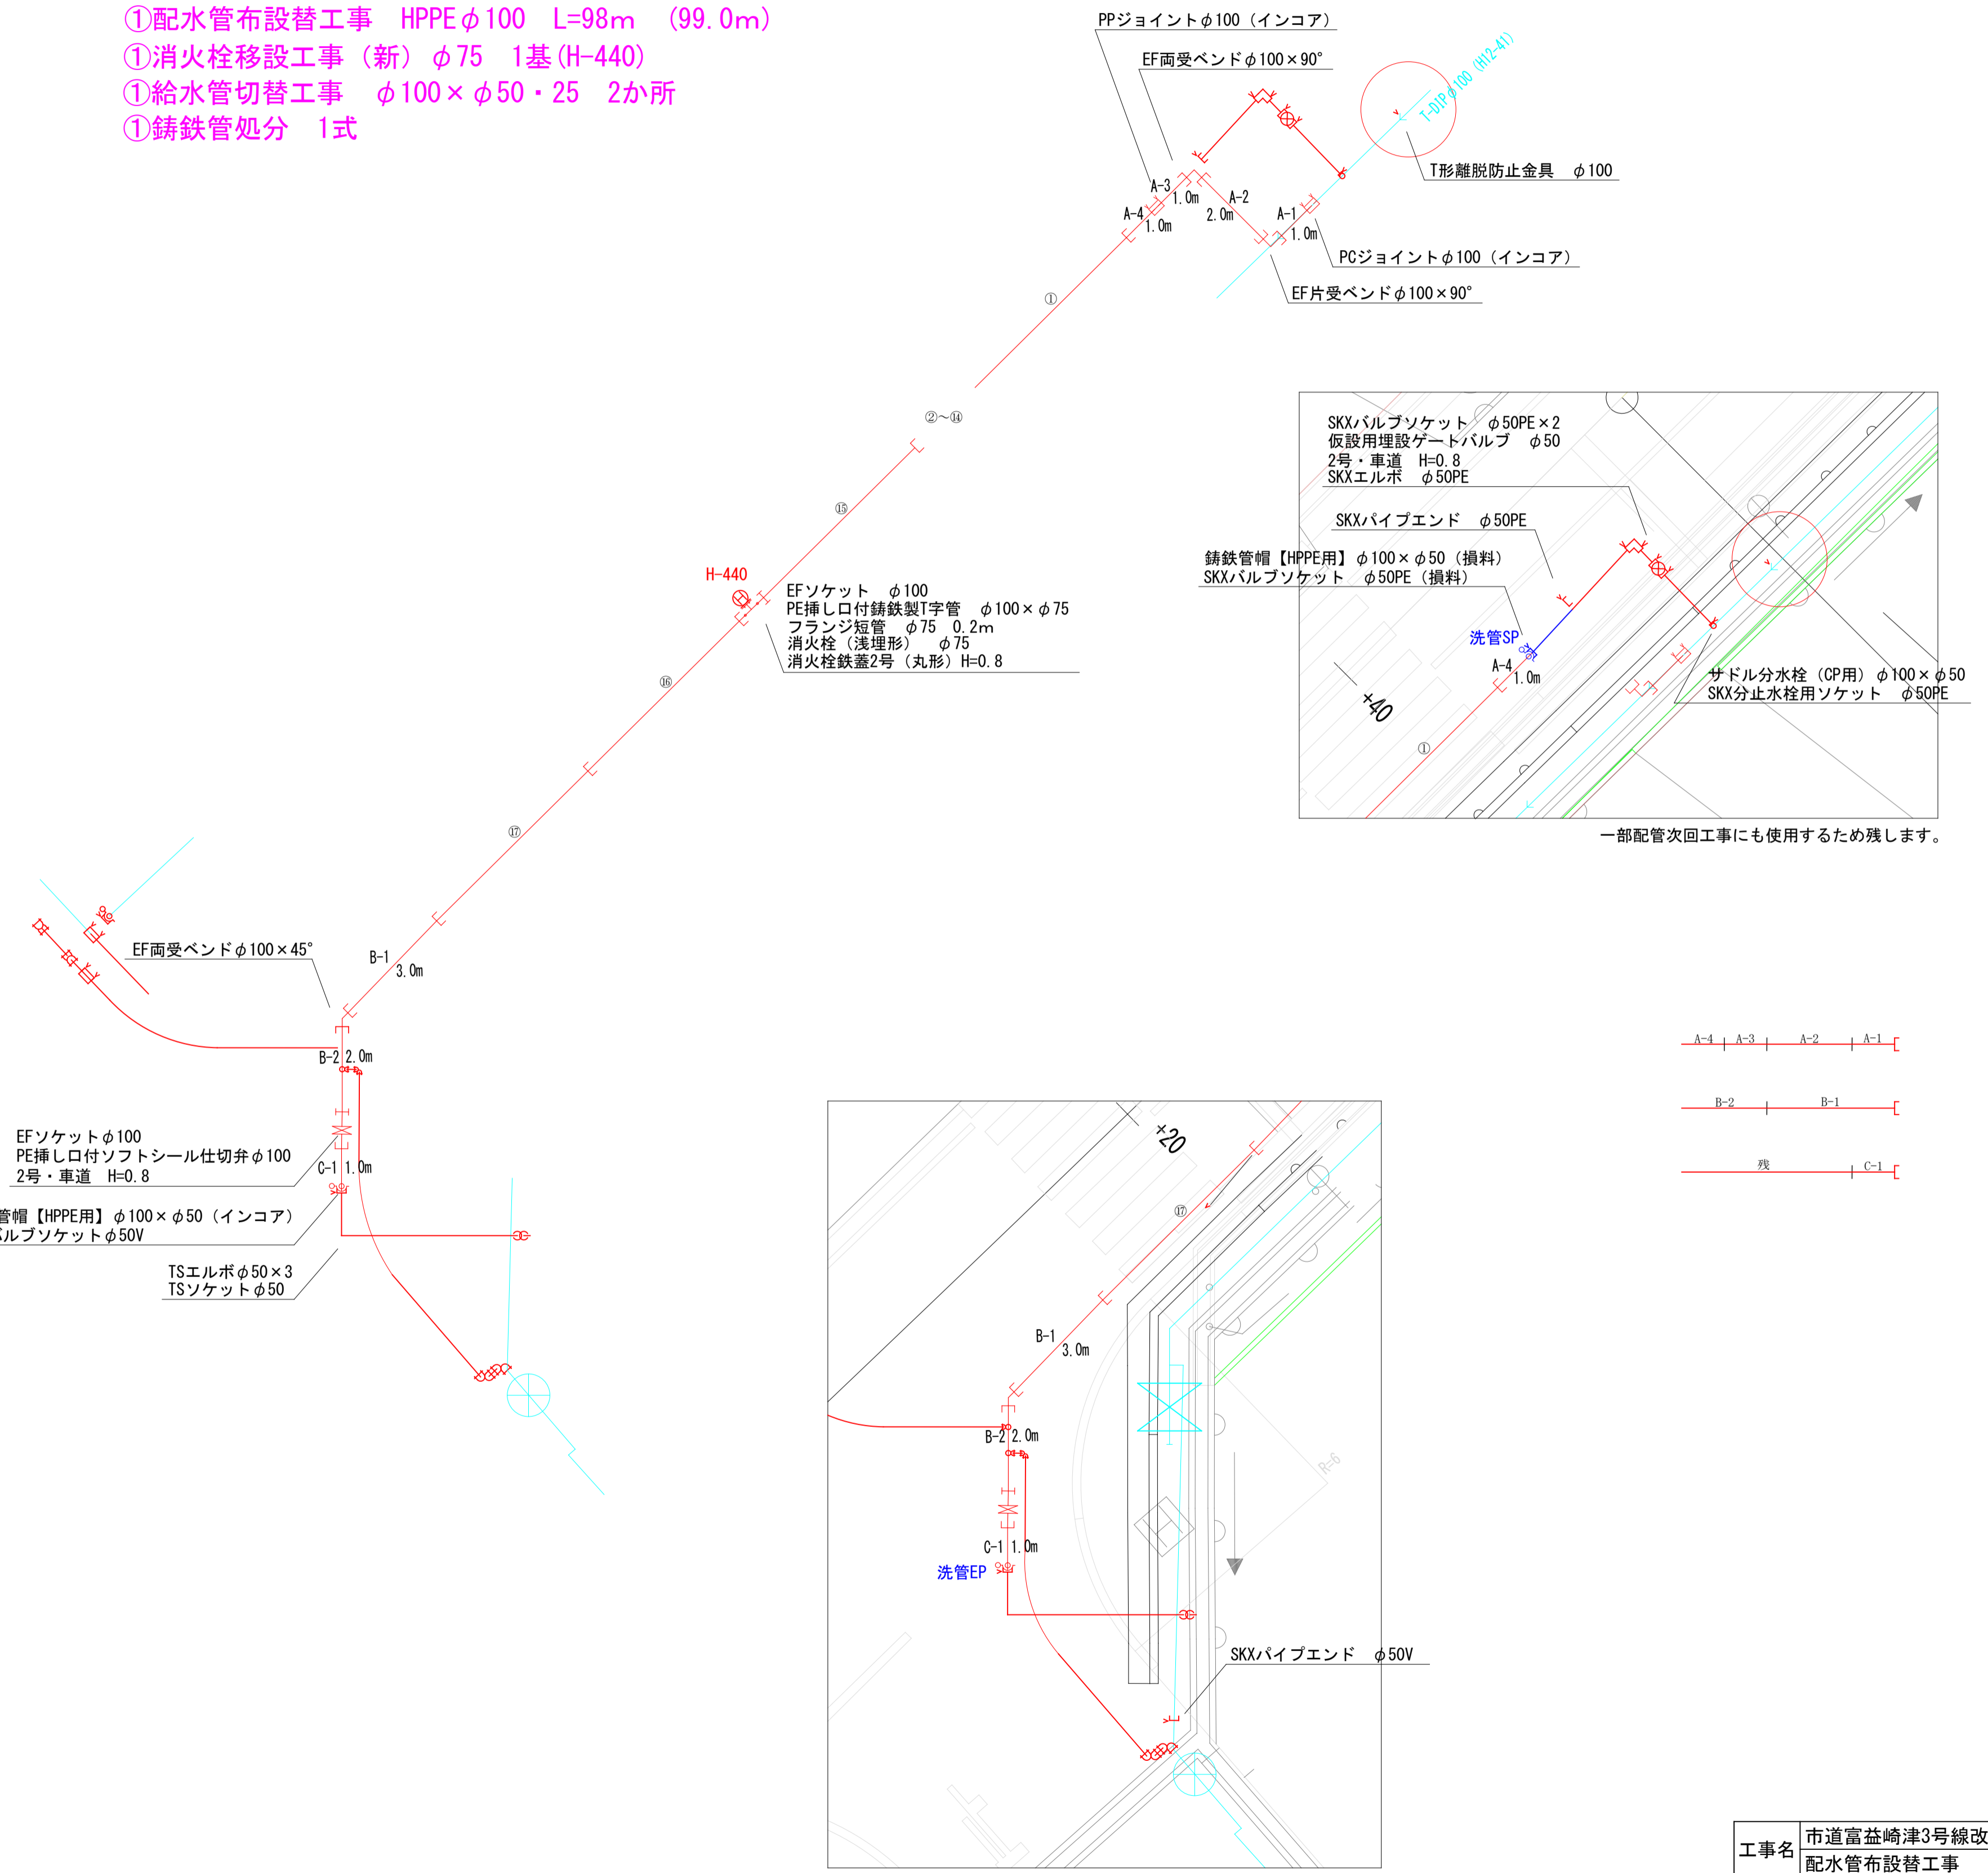 ①配水管布設替工事　HPPEφ100　L=98m　(99.0m)
①消火栓移設工事（新）φ75　1基(H-440)
①給水管切替工事　φ100×φ50・25　2か所
①鋳鉄管処分　1式
PPジョイントφ100（インコア）
EF両受ベンドφ100×90°
T-DIPφ100 (H12-41)
T形離脱防止金具　φ100
A-3
1.0m
A-2
2.0m
A-4
1.0m
A-1
1.0m
PCジョイントφ100（インコア）
EF片受ベンドφ100×90°
①
②～⑭
⑮
H-440
EFソケット　φ100
PE挿し口付鋳鉄製T字管　φ100×φ75
フランジ短管　φ75　0.2m
消火栓（浅埋形）　φ75
消火栓鉄蓋2号（丸形）H=0.8
⑯
⑰
SKXバルブソケット　φ50PE×2
仮設用埋設ゲートバルブ　φ50
2号・車道　H=0.8
SKXエルボ　φ50PE
SKXパイプエンド　φ50PE
鋳鉄管帽【HPPE用】φ100×φ50（損料）
SKXバルブソケット　φ50PE（損料）
洗管SP
A-4
1.0m
+40
①
サドル分水栓（CP用）φ100×φ50
SKX分止水栓用ソケット　φ50PE
一部配管次回工事にも使用するため残します。
EF両受ベンドφ100×45°
B-1
3.0m
B-2 2.0m
EFソケットφ100
PE挿し口付ソフトシール仕切弁φ100
2号・車道　H=0.8
C-1 1.0m
管帽【HPPE用】φ100×φ50（インコア）
バルブソケットφ50V
TSエルボφ50×3
TSソケットφ50
A-4 A-3 A-2 A-1
B-2 B-1
残 C-1
+20
⑰
B-1
3.0m
B-2 2.0m
R=6
C-1 1.0m
洗管EP
SKXパイプエンド　φ50V
工事名
市道富益崎津3号線改
配水管布設替工事